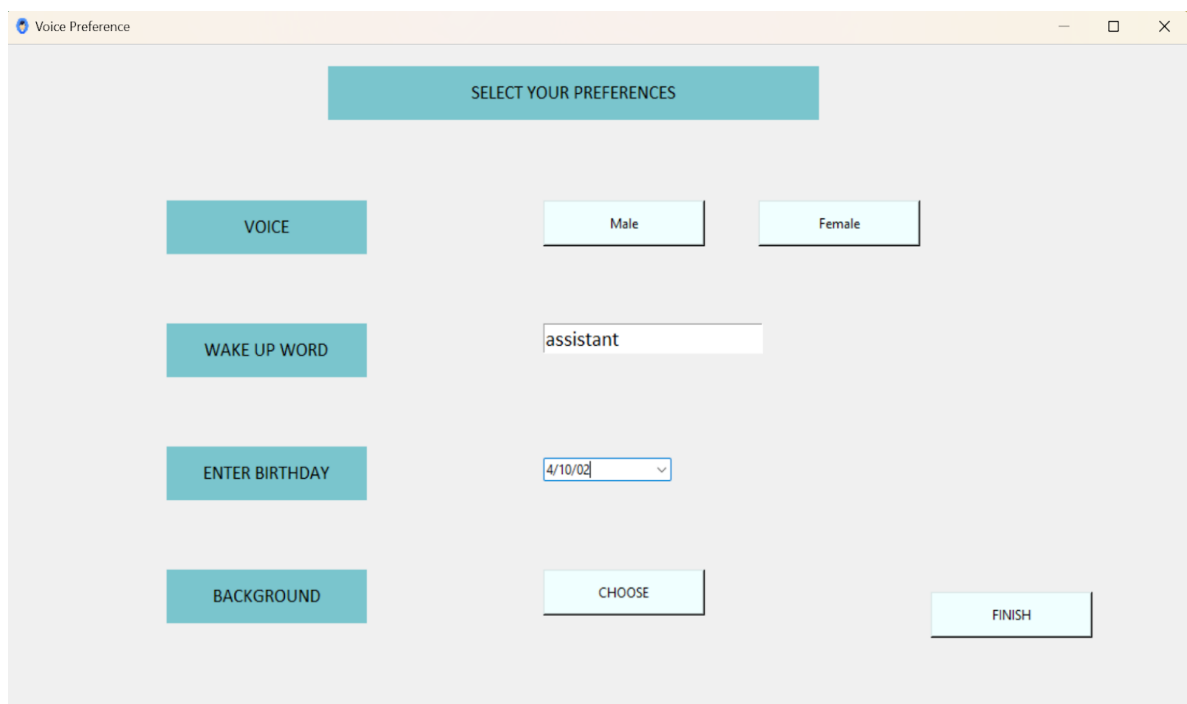 Voice Preference
SELECT YOUR PREFERENCES
VOICE
Male
Female
WAKE UP WORD
assistant
ENTER BIRTHDAY
4/10/02
BACKGROUND
CHOOSE
FINISH